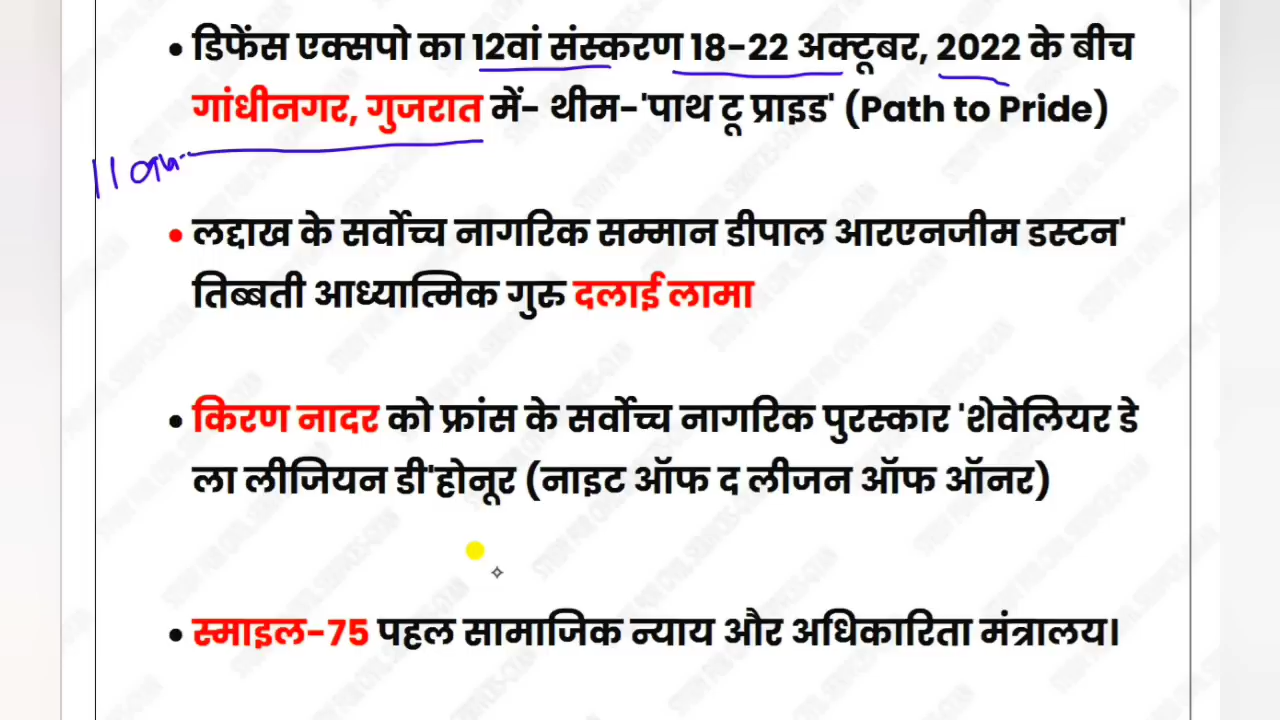 • डिफेंस एक्सपो का 12वां संस्करण 18-22 अक्टूबर, 2022 के बीच
गांधीनगर, गुजरात में- थीम-'पाथ टू प्राइड' (Path to Pride)
• लद्दाख के सर्वोच्च नागरिक सम्मान डीपाल आरएनजीम डस्टन'
तिब्बती आध्यात्मिक गुरु दलाई लामा
• किरण नादर को फ्रांस के सर्वोच्च नागरिक पुरस्कार 'शेवेलियर डे
ला लीजियन डी'होनूर (नाइट ऑफ द लीजन ऑफ ऑनर)
• स्माइल-75 पहल सामाजिक न्याय और अधिकारिता मंत्रालय।